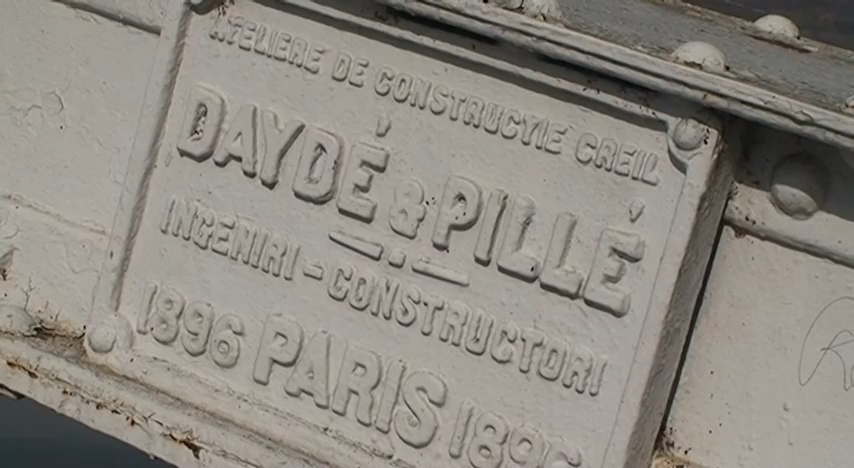 ATELIERE DE CONSTRUCTIE CREIL
DAYDÉ & PILLÉ
INGENIRI - CONSTRUCTORI
1896 PARIS 1896